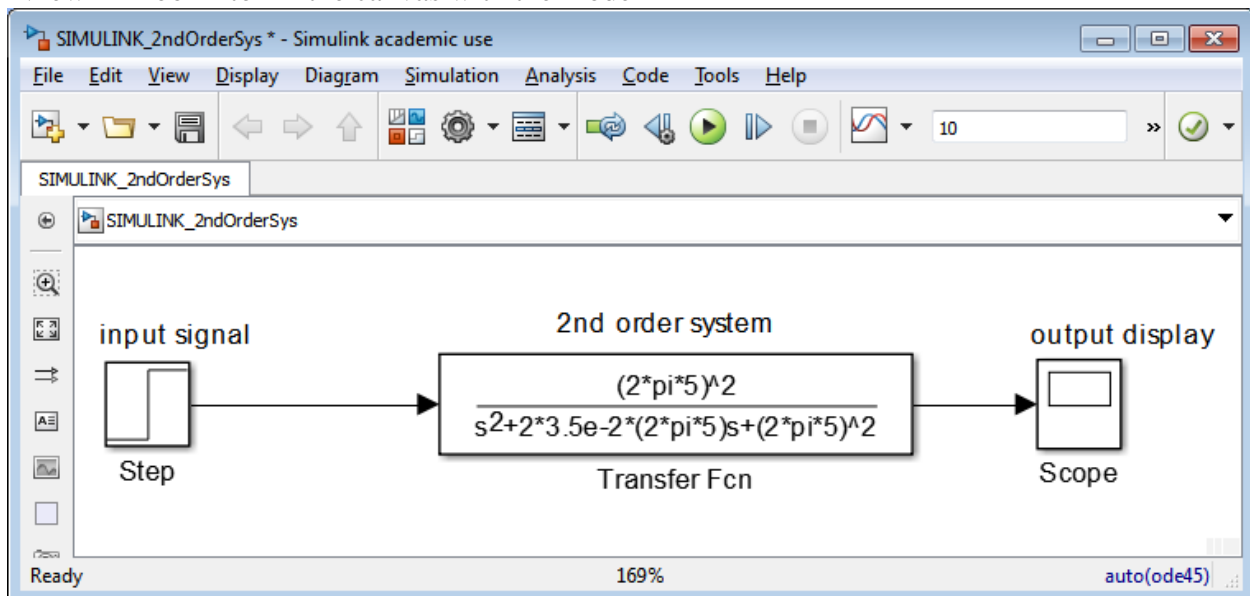 SIMULINK_2ndOrderSys * - Simulink academic use
File Edit View Display Diagram Simulation Analysis Code Tools Help
10 »
SIMULINK_2ndOrderSys
SIMULINK_2ndOrderSys
2nd order system
input signal
output display
(2*pi*5)^2
s2+2*3.5e-2*(2*pi*5)s+(2*pi*5)^2
Step
Transfer Fcn
Scope
Ready 169% auto(ode45)